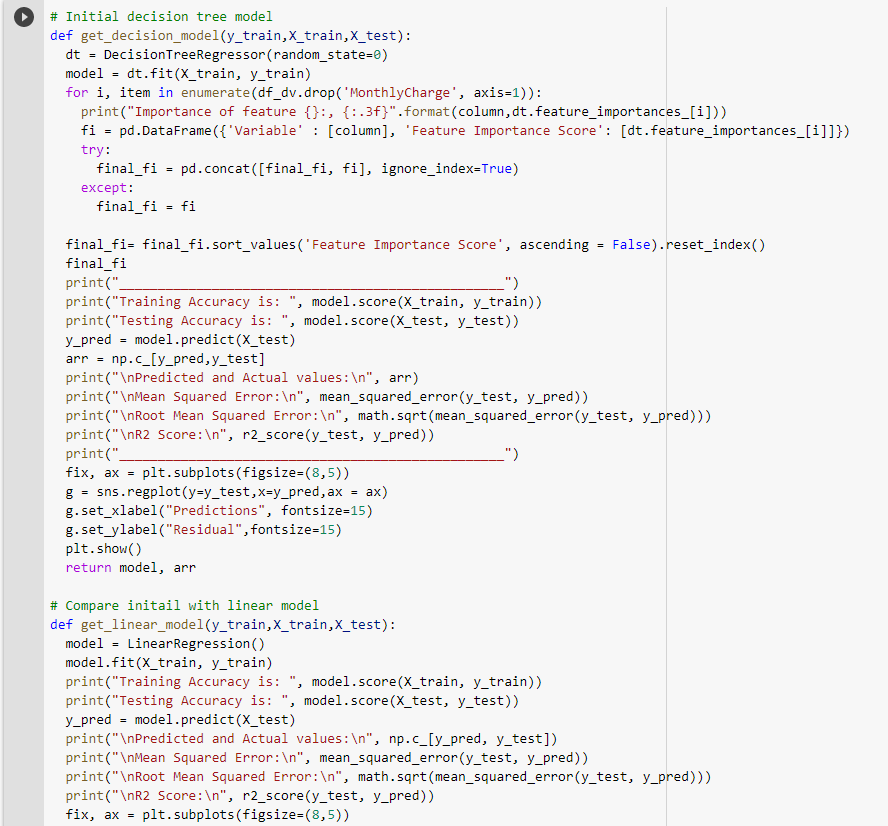 # Initial decision tree model
def get_decision_model(y_train,X_train,X_test):
  dt = DecisionTreeRegressor(random_state=0)
  model = dt.fit(X_train, y_train)
  for i, item in enumerate(df_dv.drop('MonthlyCharge', axis=1)):
    print("Importance of feature {}:, {:.3f}".format(column,dt.feature_importances_[i]))
    fi = pd.DataFrame({'Variable' : [column], 'Feature Importance Score': [dt.feature_importances_[i]]})
    try:
      final_fi = pd.concat([final_fi, fi], ignore_index=True)
    except:
      final_fi = fi

  final_fi= final_fi.sort_values('Feature Importance Score', ascending = False).reset_index()
  final_fi
  print("__________________________________________________")
  print("Training Accuracy is: ", model.score(X_train, y_train))
  print("Testing Accuracy is: ", model.score(X_test, y_test))
  y_pred = model.predict(X_test)
  arr = np.c_[y_pred,y_test]
  print("\nPredicted and Actual values:\n", arr)
  print("\nMean Squared Error:\n", mean_squared_error(y_test, y_pred))
  print("\nRoot Mean Squared Error:\n", math.sqrt(mean_squared_error(y_test, y_pred)))
  print("\nR2 Score:\n", r2_score(y_test, y_pred))
  print("__________________________________________________")
  fix, ax = plt.subplots(figsize=(8,5))
  g = sns.regplot(y=y_test,x=y_pred,ax = ax)
  g.set_xlabel("Predictions", fontsize=15)
  g.set_ylabel("Residual",fontsize=15)
  plt.show()
  return model, arr

# Compare initail with linear model
def get_linear_model(y_train,X_train,X_test):
  model = LinearRegression()
  model.fit(X_train, y_train)
  print("Training Accuracy is: ", model.score(X_train, y_train))
  print("Testing Accuracy is: ", model.score(X_test, y_test))
  y_pred = model.predict(X_test)
  print("\nPredicted and Actual values:\n", np.c_[y_pred, y_test])
  print("\nMean Squared Error:\n", mean_squared_error(y_test, y_pred))
  print("\nRoot Mean Squared Error:\n", math.sqrt(mean_squared_error(y_test, y_pred)))
  print("\nR2 Score:\n", r2_score(y_test, y_pred))
  fix, ax = plt.subplots(figsize=(8,5))